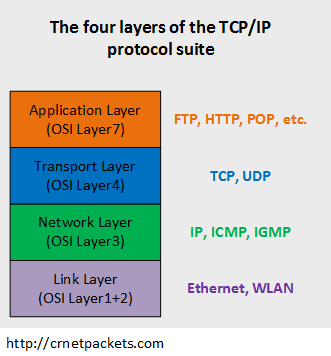 The four layers of the TCP/IP
protocol suite
Application Layer
(OSI Layer7)
FTP, HTTP, POP, etc.
Transport Layer
(OSI Layer4)
TCP, UDP
Network Layer
(OSI Layer3)
IP, ICMP, IGMP
Link Layer
(OSI Layer1+2)
Ethernet, WLAN
http://crnetpackets.com